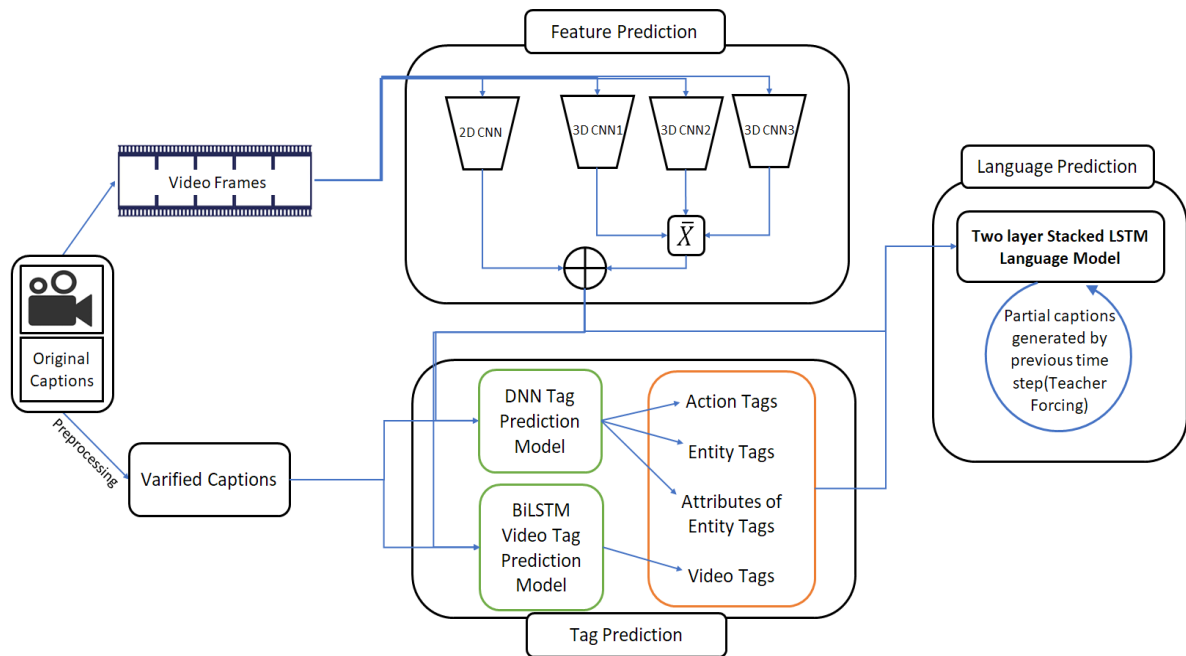 Feature Prediction
2D CNN
3D CNN1
3D CNN2
3D CNN3
X̄
Video Frames
Original
Captions
Preprocessing
Varified Captions
DNN Tag
Prediction
Model
BiLSTM
Video Tag
Prediction
Model
Action Tags
Entity Tags
Attributes of
Entity Tags
Video Tags
Tag Prediction
Language Prediction
Two layer Stacked LSTM
Language Model
Partial captions
generated by
previous time
step(Teacher
Forcing)